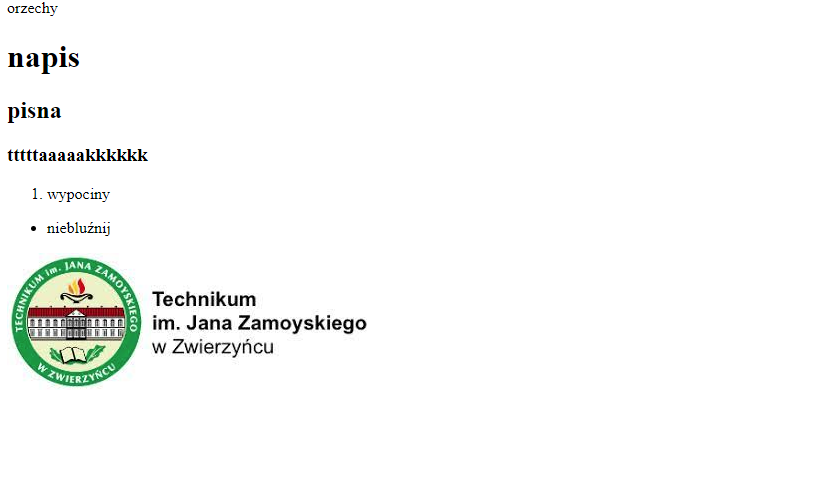 orzechy
napis
pisna
tttttaaaaakkkkkk
1. wypociny
• niebluźnij
TECHNIKUM im. JANA ZAMOYSKIEGO
W ZWIERZYŃCU
Technikum
im. Jana Zamoyskiego
w Zwierzyńcu